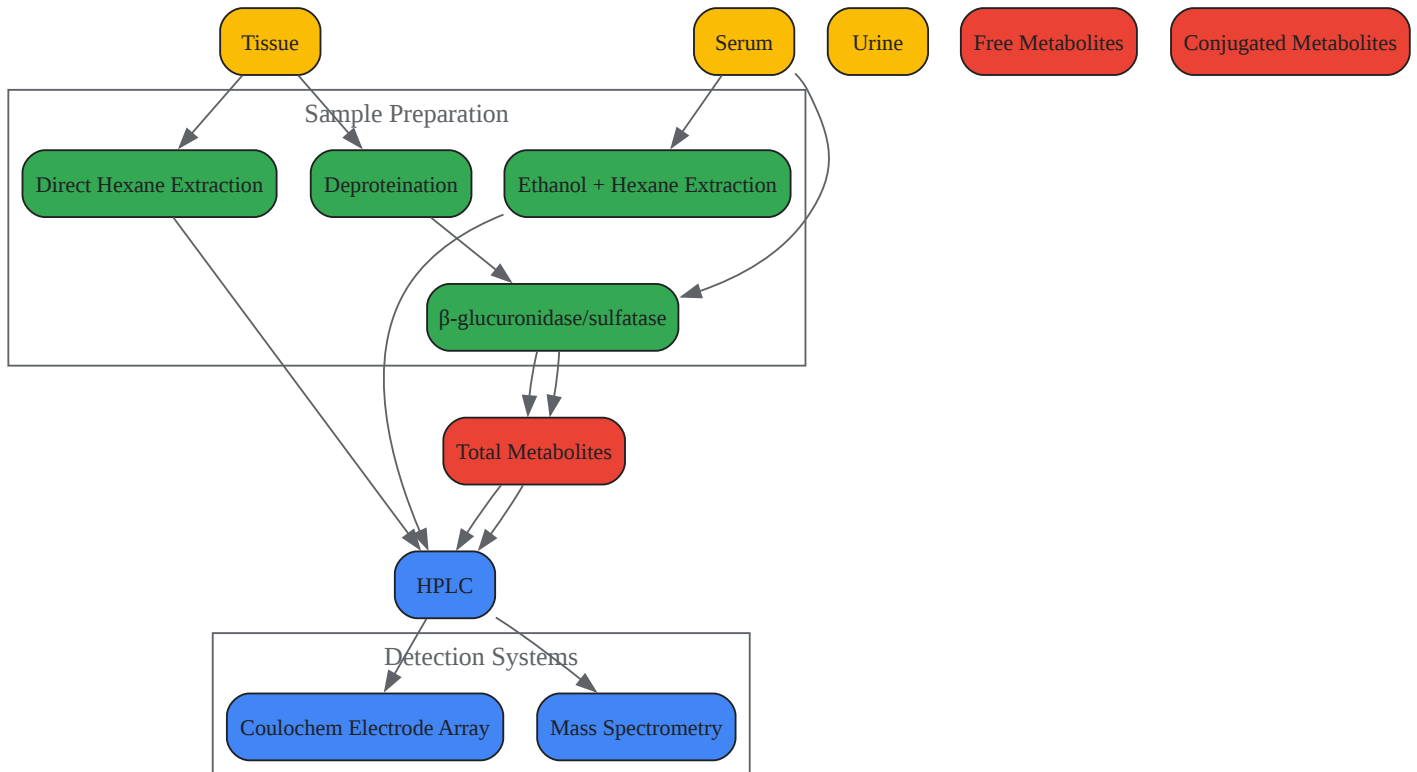 Tissue
Serum
Urine
Free Metabolites
Conjugated Metabolites
Sample Preparation
Direct Hexane Extraction
Deproteination
Ethanol + Hexane Extraction
β-glucuronidase/sulfatase
Total Metabolites
HPLC
Detection Systems
Coulochem Electrode Array
Mass Spectrometry